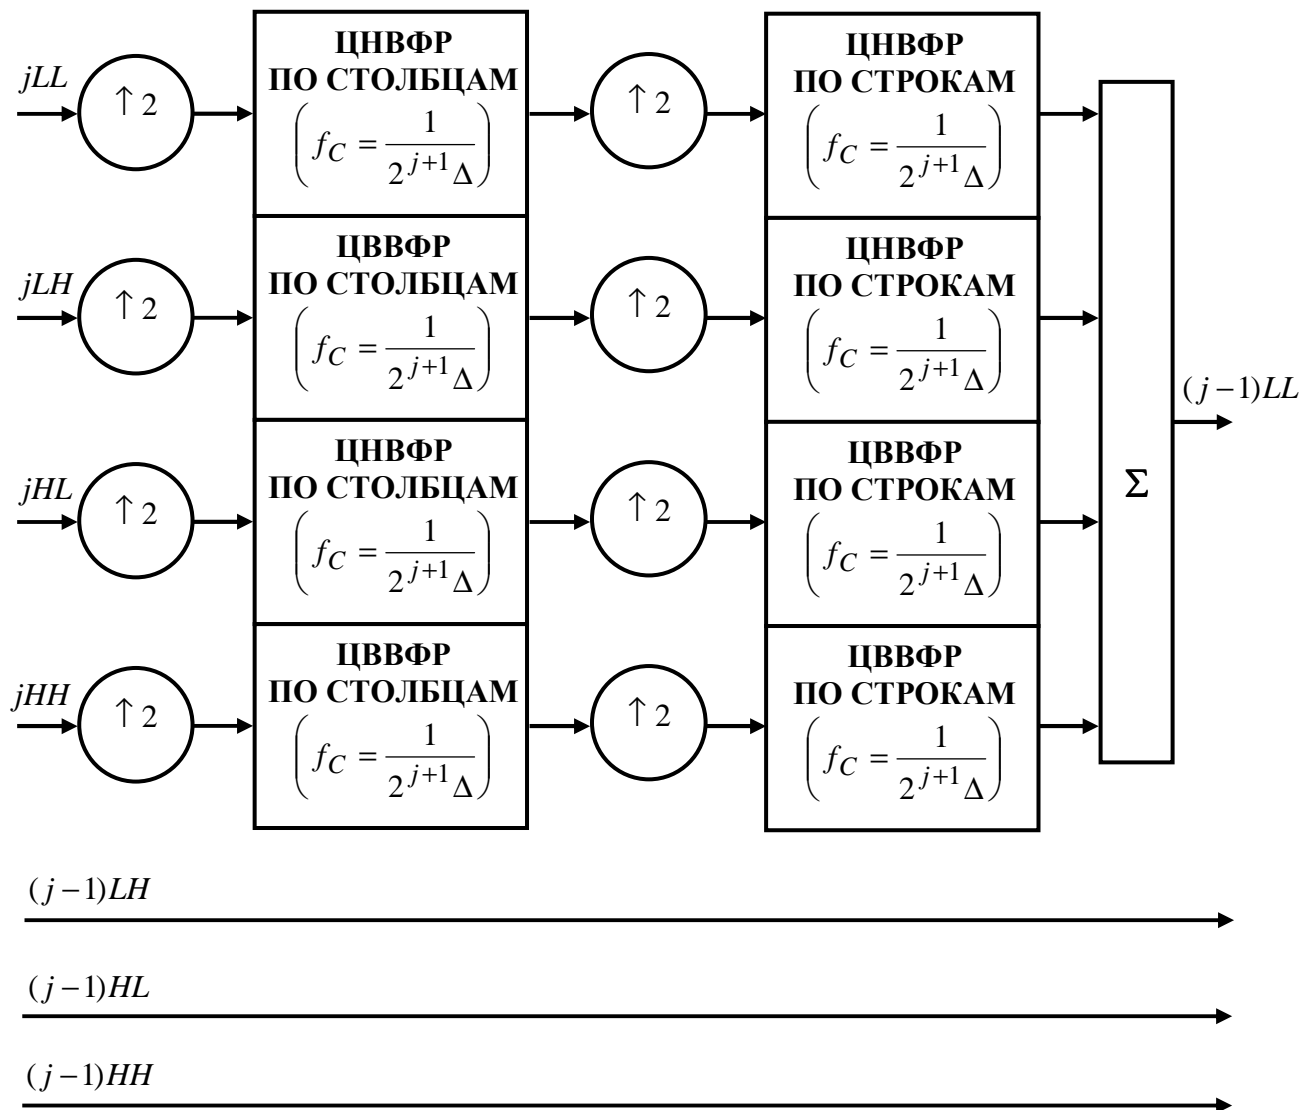 jLL
↑ 2
ЦНВФР
ПО СТОЛБЦАМ
(f_C = 1 / 2^{j+1}Δ)
↑ 2
ЦНВФР
ПО СТРОКАМ
(f_C = 1 / 2^{j+1}Δ)
jLH
↑ 2
ЦВВФР
ПО СТОЛБЦАМ
(f_C = 1 / 2^{j+1}Δ)
↑ 2
ЦНВФР
ПО СТРОКАМ
(f_C = 1 / 2^{j+1}Δ)
jHL
↑ 2
ЦНВФР
ПО СТОЛБЦАМ
(f_C = 1 / 2^{j+1}Δ)
↑ 2
ЦВВФР
ПО СТРОКАМ
(f_C = 1 / 2^{j+1}Δ)
jHH
↑ 2
ЦВВФР
ПО СТОЛБЦАМ
(f_C = 1 / 2^{j+1}Δ)
↑ 2
ЦВВФР
ПО СТРОКАМ
(f_C = 1 / 2^{j+1}Δ)
Σ
(j−1)LL
(j−1)LH
(j−1)HL
(j−1)HH